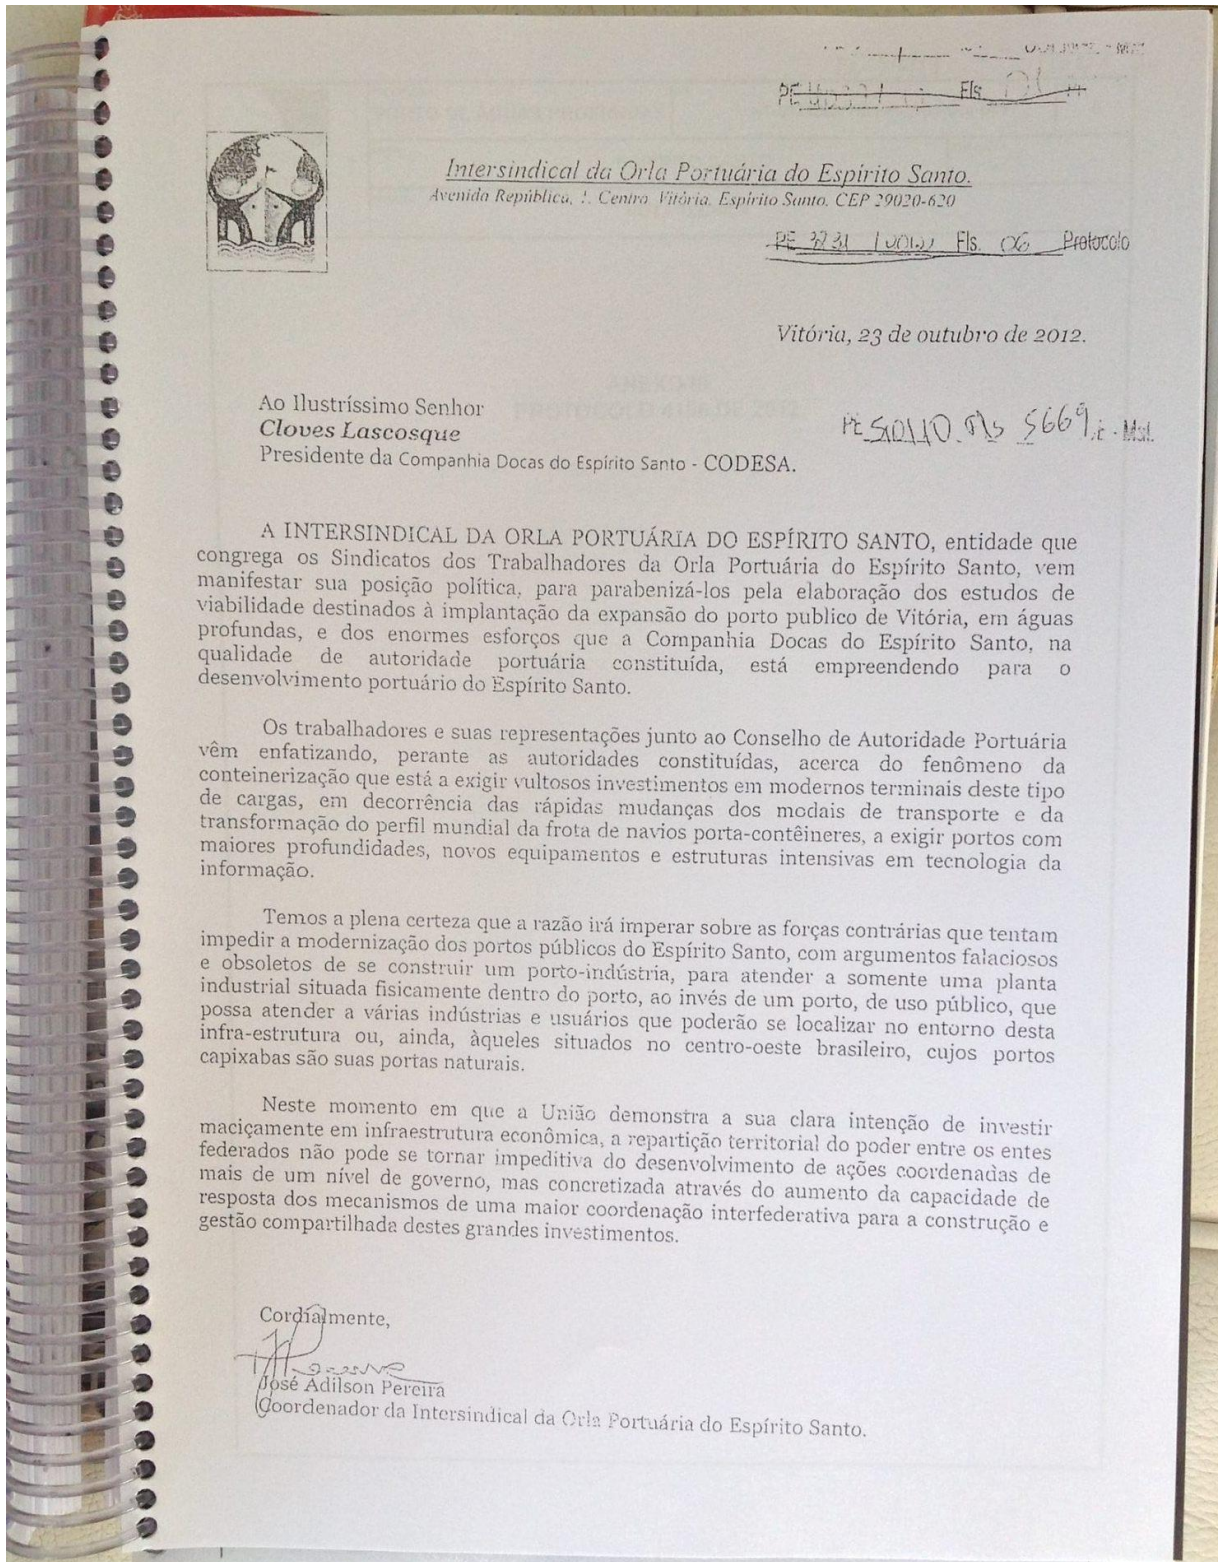 PE Fls 01
Intersindical da Orla Portuária do Espírito Santo.
Avenida República, Centro Vitória, Espírito Santo, CEP 29020-620
PE 3731 Fls. 06 Protocolo
Vitória, 23 de outubro de 2012.
Ao Ilustríssimo Senhor
Cloves Lascosque
Presidente da Companhia Docas do Espírito Santo - CODESA.
PE Fls 5669
A INTERSINDICAL DA ORLA PORTUÁRIA DO ESPÍRITO SANTO, entidade que
congrega os Sindicatos dos Trabalhadores da Orla Portuária do Espírito Santo, vem
manifestar sua posição política, para parabenizá-los pela elaboração dos estudos de
viabilidade destinados à implantação da expansão do porto publico de Vitória, em águas
profundas, e dos enormes esforços que a Companhia Docas do Espírito Santo, na
qualidade de autoridade portuária constituída, está empreendendo para o
desenvolvimento portuário do Espírito Santo.
Os trabalhadores e suas representações junto ao Conselho de Autoridade Portuária
vêm enfatizando, perante as autoridades constituídas, acerca do fenômeno da
conteinerização que está a exigir vultosos investimentos em modernos terminais deste tipo
de cargas, em decorrência das rápidas mudanças dos modais de transporte e da
transformação do perfil mundial da frota de navios porta-contêineres, a exigir portos com
maiores profundidades, novos equipamentos e estruturas intensivas em tecnologia da
informação.
Temos a plena certeza que a razão irá imperar sobre as forças contrárias que tentam
impedir a modernização dos portos públicos do Espírito Santo, com argumentos falaciosos
e obsoletos de se construir um porto-indústria, para atender a somente uma planta
industrial situada fisicamente dentro do porto, ao invés de um porto, de uso público, que
possa atender a várias indústrias e usuários que poderão se localizar no entorno desta
infra-estrutura ou, ainda, àqueles situados no centro-oeste brasileiro, cujos portos
capixabas são suas portas naturais.
Neste momento em que a União demonstra a sua clara intenção de investir
maciçamente em infraestrutura econômica, a repartição territorial do poder entre os entes
federados não pode se tornar impeditiva do desenvolvimento de ações coordenadas de
mais de um nível de governo, mas concretizada através do aumento da capacidade de
resposta dos mecanismos de uma maior coordenação interfederativa para a construção e
gestão compartilhada destes grandes investimentos.
Cordialmente,
José Adilson Pereira
Coordenador da Intersindical da Orla Portuária do Espírito Santo.